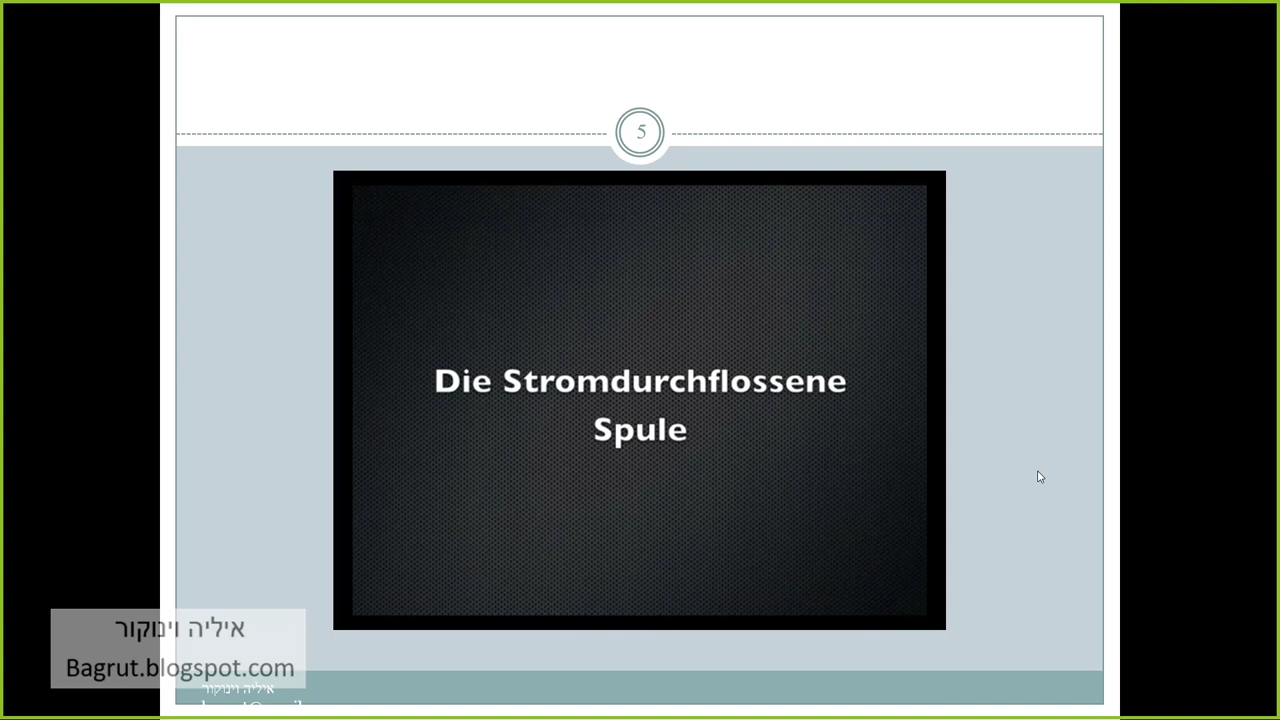 5
Die Stromdurchflossene
Spule
איליה וינוקור
Bagrut.blogspot.com
איליה וינוקור